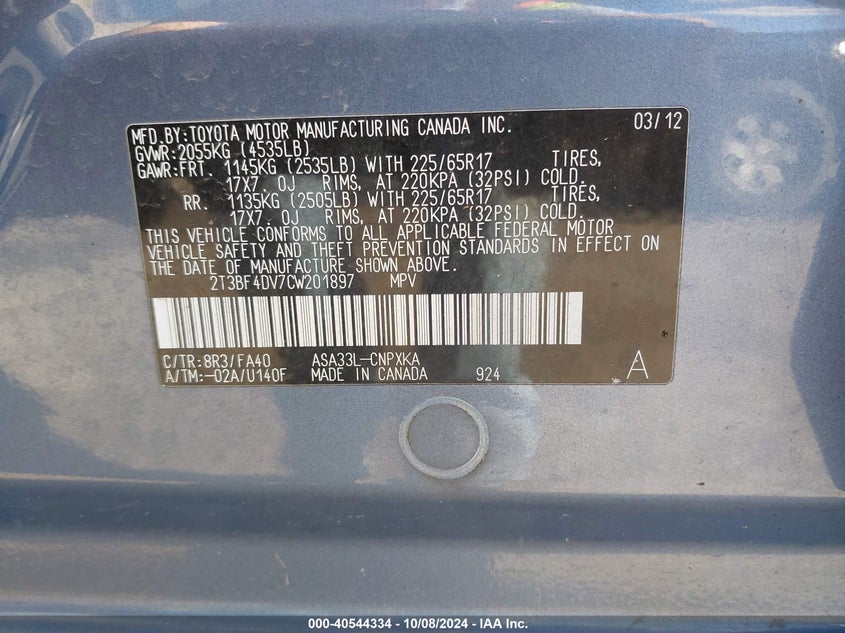 MFD.BY:TOYOTA MOTOR MANUFACTURING CANADA INC. 03/12
GVWR:2055KG (4535LB)
GAWR:FRT. 1145KG (2535LB) WITH 225/65R17 TIRES,
17X7.0J RIMS, AT 220KPA (32PSI) COLD.
RR. 1135KG (2505LB) WITH 225/65R17 TIRES,
17X7.0J RIMS, AT 220KPA (32PSI) COLD.
THIS VEHICLE CONFORMS TO ALL APPLICABLE FEDERAL MOTOR
VEHICLE SAFETY AND THEFT PREVENTION STANDARDS IN EFFECT ON
THE DATE OF MANUFACTURE SHOWN ABOVE.
2T3BF4DV7CW201897 MPV
C/TR:8R3/FA40 ASA33L-CNPXKA
A/TM:-02A/U140F MADE IN CANADA 924 A
000-40544334 - 10/08/2024 - IAA Inc.